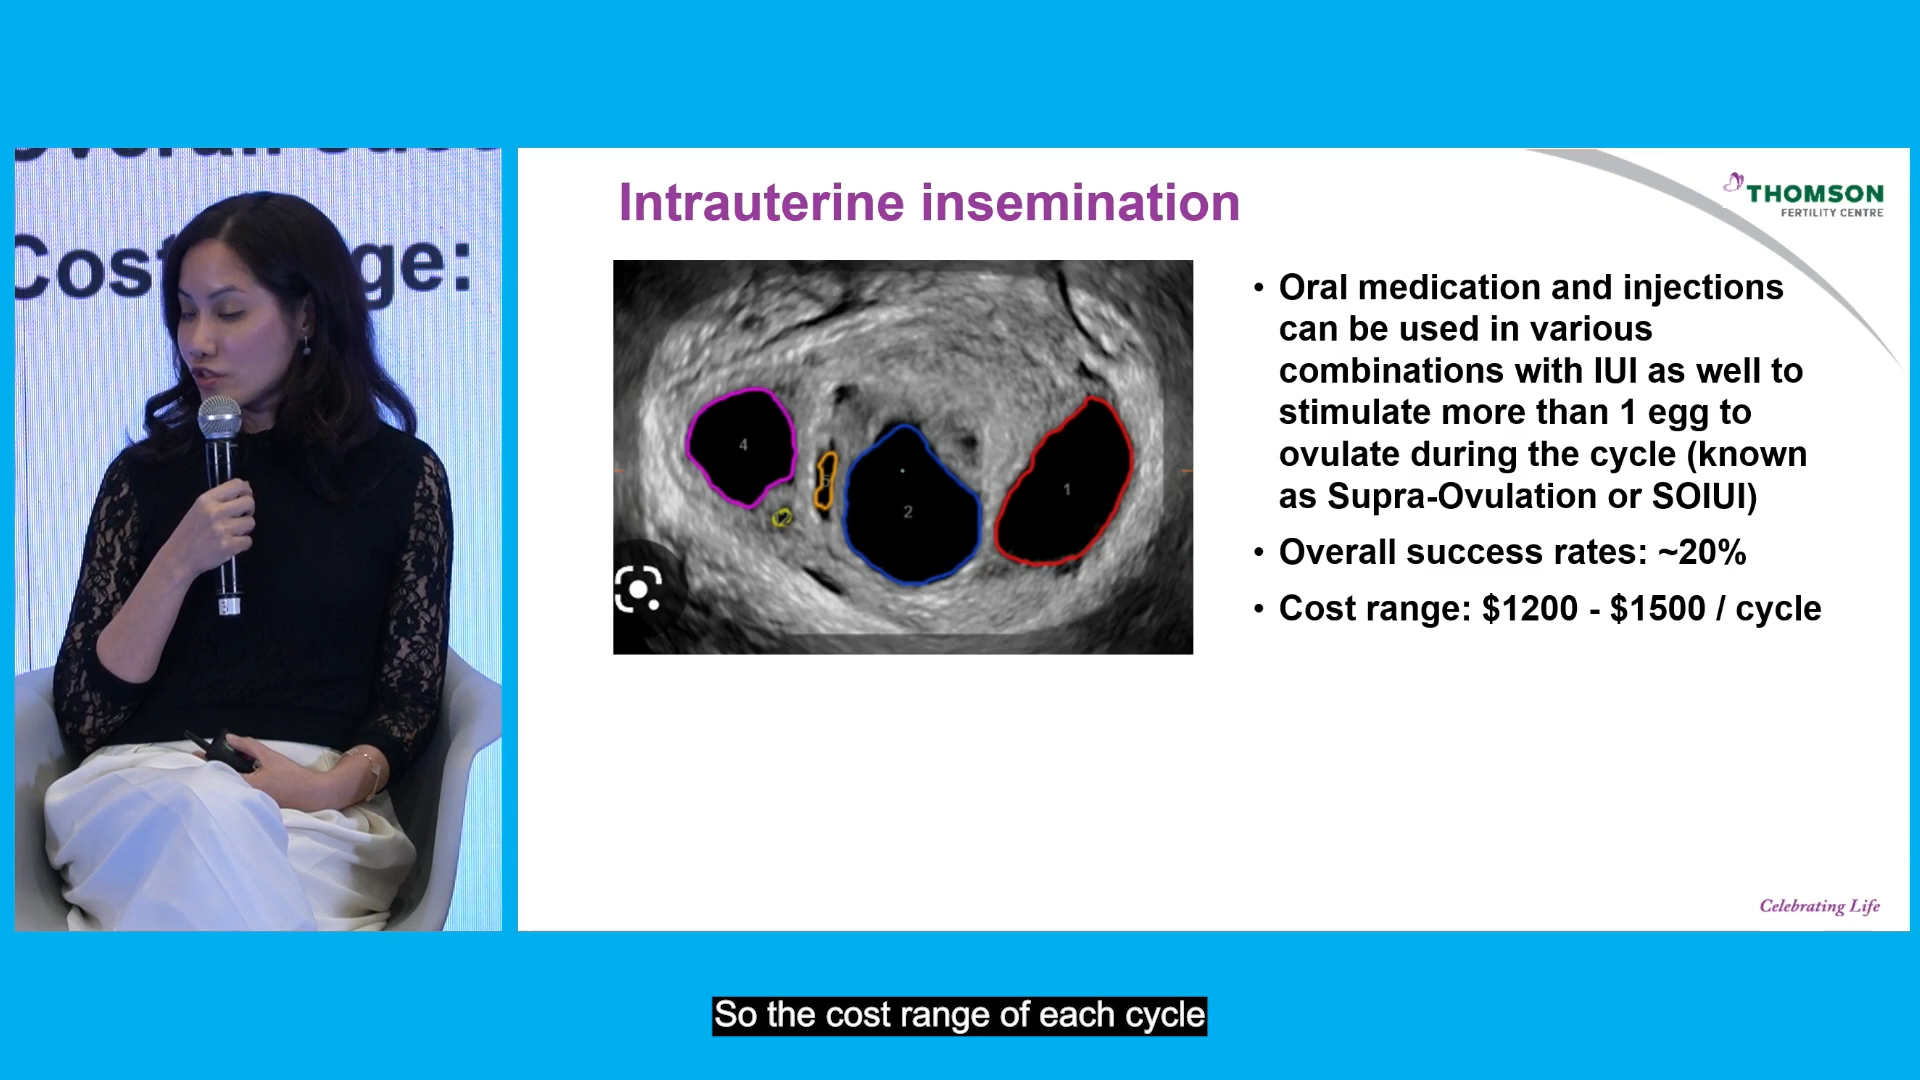 Overall
Cost range:
Intrauterine insemination
THOMSON
FERTILITY CENTRE
4
5
2
1
• Oral medication and injections
can be used in various
combinations with IUI as well to
stimulate more than 1 egg to
ovulate during the cycle (known
as Supra-Ovulation or SOIUI)
• Overall success rates: ~20%
• Cost range: $1200 - $1500 / cycle
Celebrating Life
So the cost range of each cycle